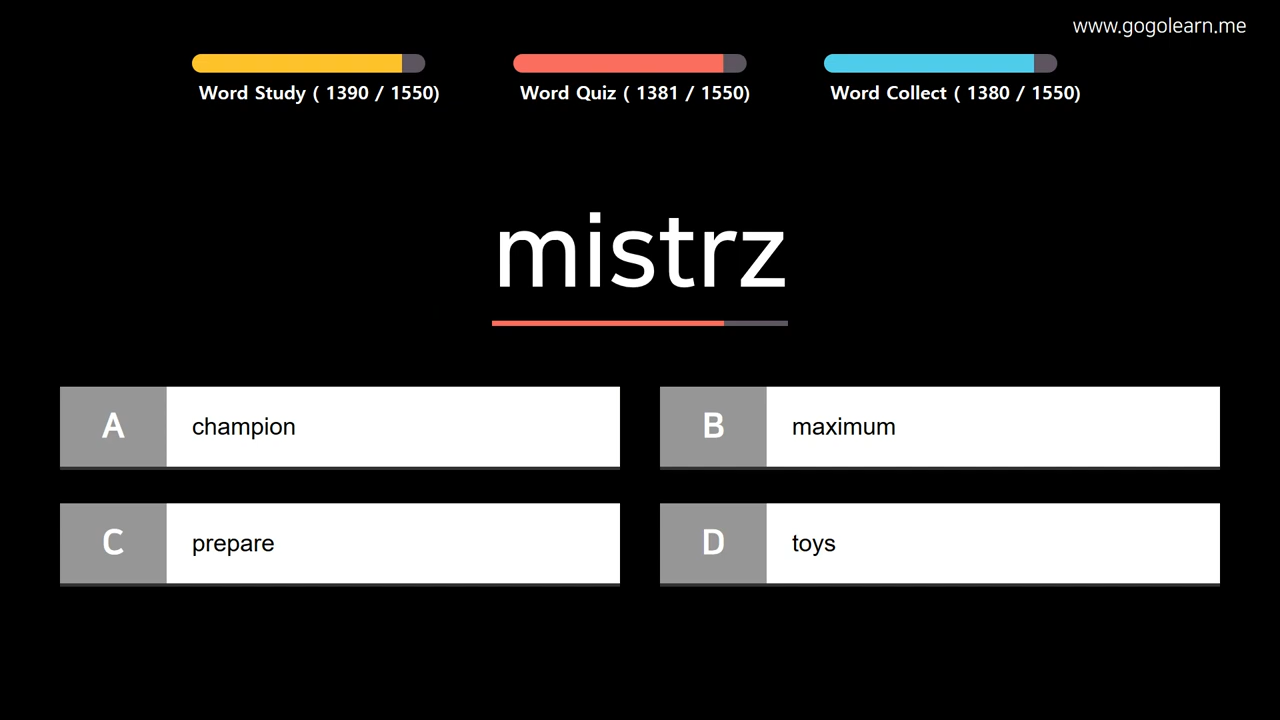 www.gogolearn.me
Word Study ( 1390 / 1550)
Word Quiz ( 1381 / 1550)
Word Collect ( 1380 / 1550)
mistrz
A champion
B maximum
C prepare
D toys